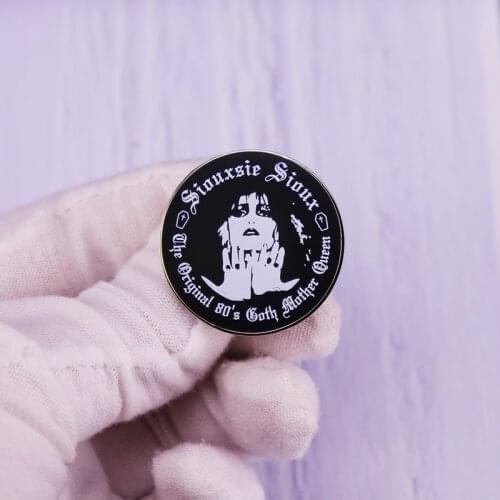 Siouxsie Sioux
The Original 80's Goth Mother Queen